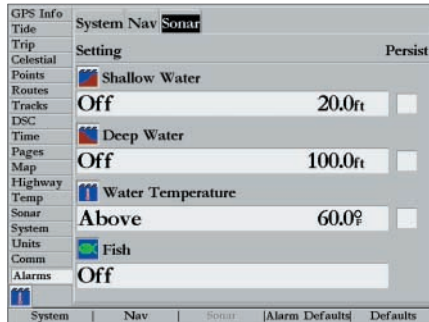 GPS Info
Tide
Trip
Celestial
Points
Routes
Tracks
DSC
Time
Pages
Map
Highway
Temp
Sonar
System
Units
Comm
Alarms
System Nav Sonar
Setting Persist
Shallow Water
Off 20.0ft
Deep Water
Off 100.0ft
Water Temperature
Above 60.0°F
Fish
Off
System | Nav | Sonar |Alarm Defaults| Defaults